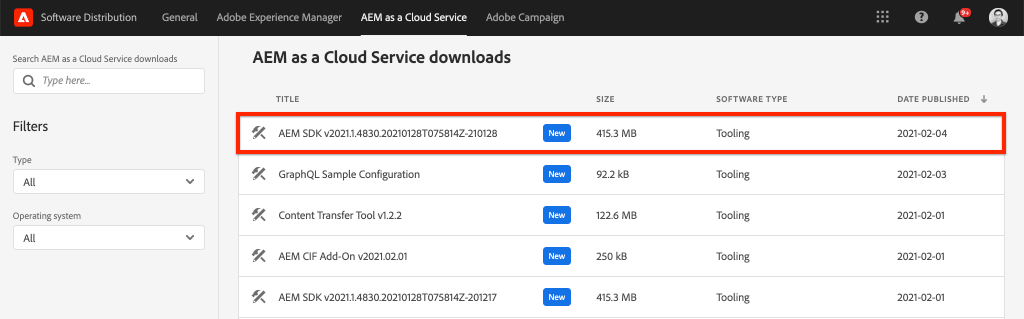 Software Distribution General Adobe Experience Manager AEM as a Cloud Service Adobe Campaign 9+
Search AEM as a Cloud Service downloads
Type here...
Filters
Type
All
Operating system
All
AEM as a Cloud Service downloads
TITLE SIZE SOFTWARE TYPE DATE PUBLISHED
AEM SDK v2021.1.4830.20210128T075814Z-210128 New 415.3 MB Tooling 2021-02-04
GraphQL Sample Configuration New 92.2 kB Tooling 2021-02-03
Content Transfer Tool v1.2.2 New 122.6 MB Tooling 2021-02-01
AEM CIF Add-On v2021.02.01 New 250 kB Tooling 2021-02-01
AEM SDK v2021.1.4830.20210128T075814Z-201217 New 415.3 MB Tooling 2021-02-01